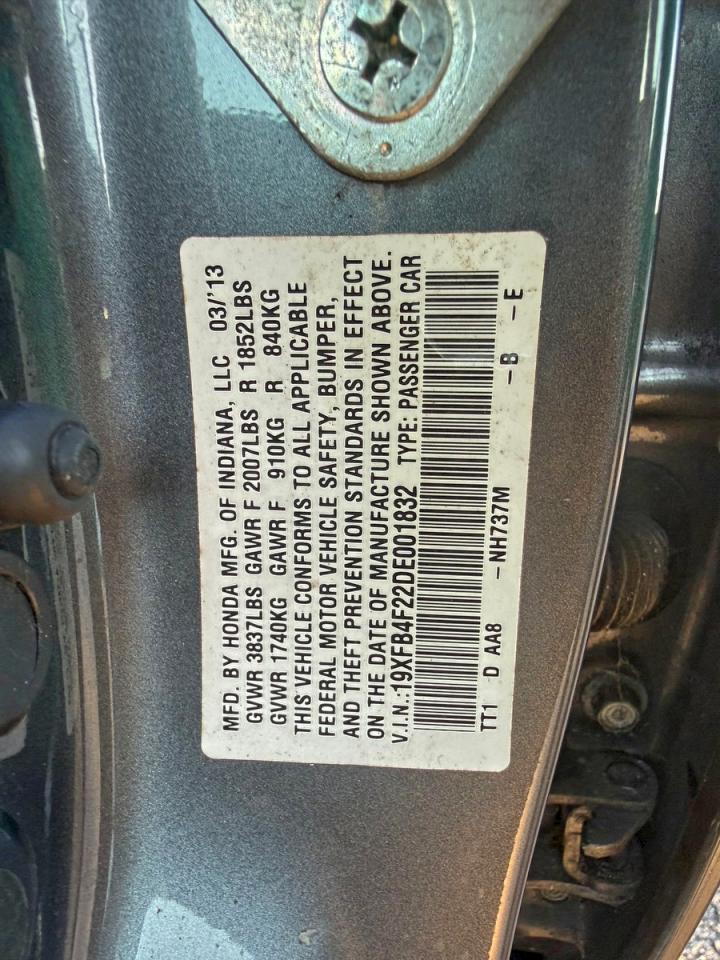 MFD. BY HONDA MFG. OF INDIANA, LLC 03/'13
GVWR 3837LBS GAWR F 2007LBS R 1852LBS
GVWR 1740KG GAWR F 910KG R 840KG
THIS VEHICLE CONFORMS TO ALL APPLICABLE
FEDERAL MOTOR VEHICLE SAFETY, BUMPER,
AND THEFT PREVENTION STANDARDS IN EFFECT
ON THE DATE OF MANUFACTURE SHOWN ABOVE.
V.I.N.:19XFB4F22DE001832 TYPE: PASSENGER CAR
TT1 D AA8 -NH737M -B -E